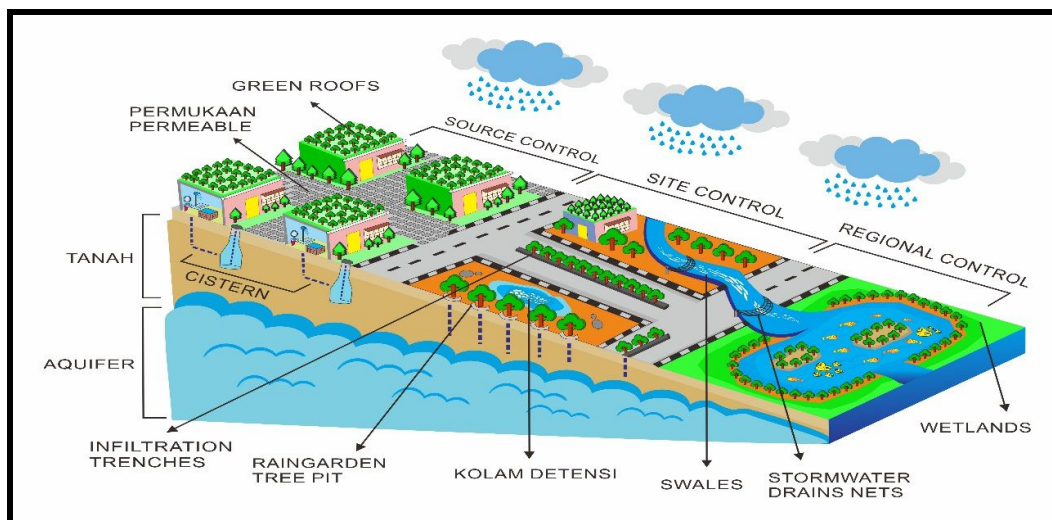 GREEN ROOFS
PERMUKAAN
PERMEABLE
SOURCE CONTROL
SITE CONTROL
REGIONAL CONTROL
TANAH
CISTERN
AQUIFER
INFILTRATION
TRENCHES
RAINGARDEN
TREE PIT
KOLAM DETENSI
SWALES
STORMWATER
DRAINS NETS
WETLANDS